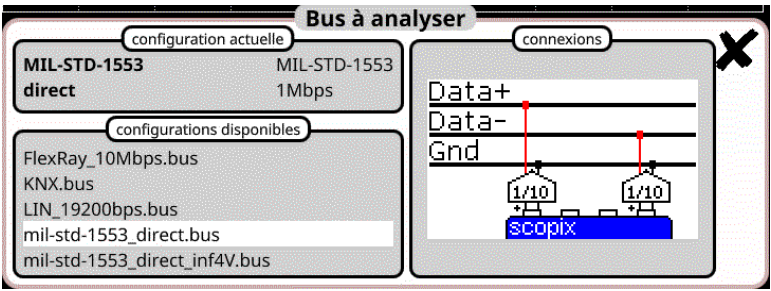 Bus à analyser
configuration actuelle
MIL-STD-1553 MIL-STD-1553
direct 1Mbps
configurations disponibles
FlexRay_10Mbps.bus
KNX.bus
LIN_19200bps.bus
mil-std-1553_direct.bus
mil-std-1553_direct_inf4V.bus
connexions
Data+
Data-
Gnd
1/10 1/10
scopix